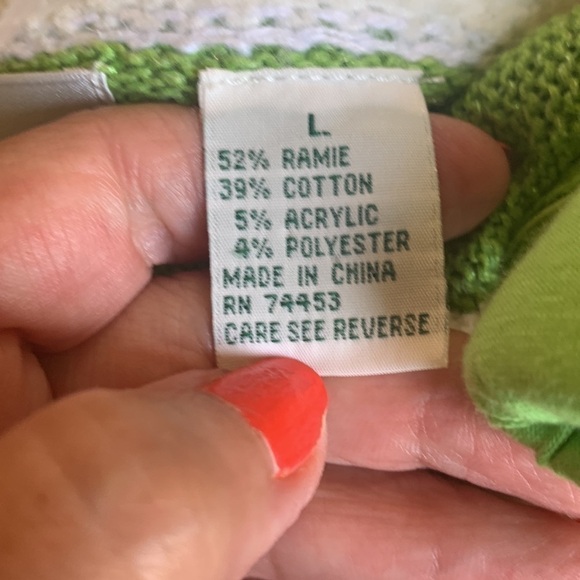 L
52% RAMIE
39% COTTON
5% ACRYLIC
4% POLYESTER
MADE IN CHINA
RN 74453
CARE SEE REVERSE